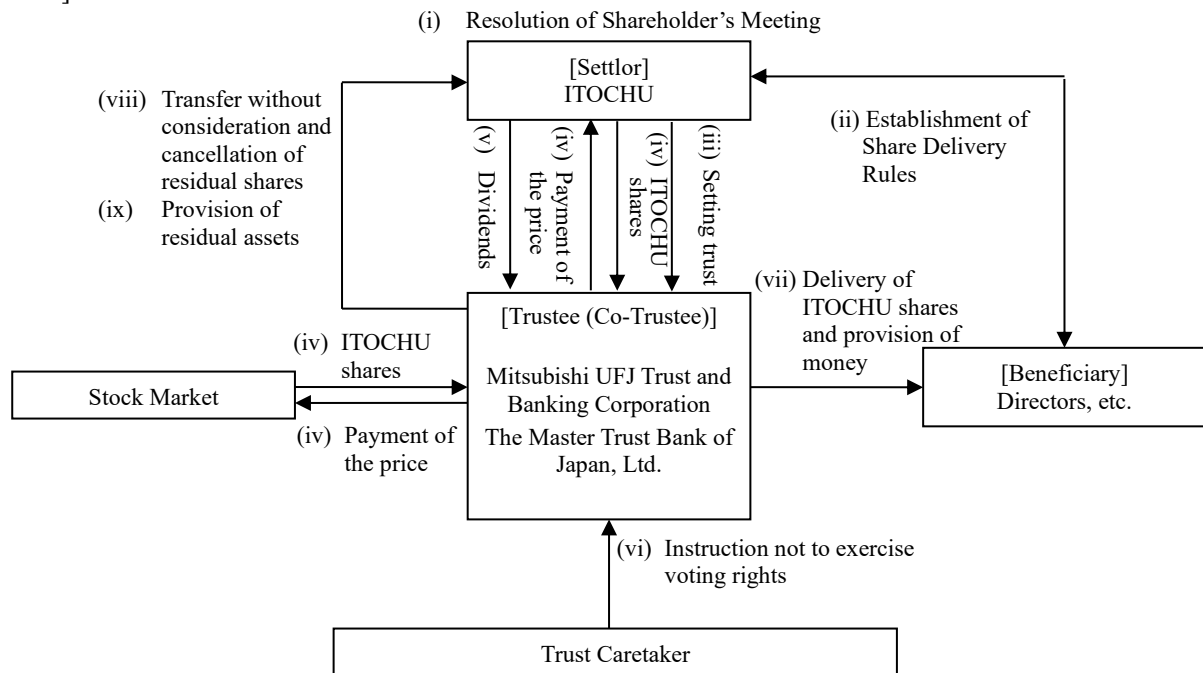 ]
(i) Resolution of Shareholder's Meeting
[Settlor]
ITOCHU
(viii) Transfer without
consideration and
cancellation of
residual shares
(ix) Provision of
residual assets
(ii) Establishment of
Share Delivery
Rules
(v) Dividends
(iv) Payment of
the price
(iv) ITOCHU
shares
(iii) Setting trust
[Trustee (Co-Trustee)]
Mitsubishi UFJ Trust and
Banking Corporation
The Master Trust Bank of
Japan, Ltd.
(vii) Delivery of
ITOCHU shares
and provision of
money
(iv) ITOCHU
shares
Stock Market
(iv) Payment of
the price
[Beneficiary]
Directors, etc.
(vi) Instruction not to exercise
voting rights
Trust Caretaker